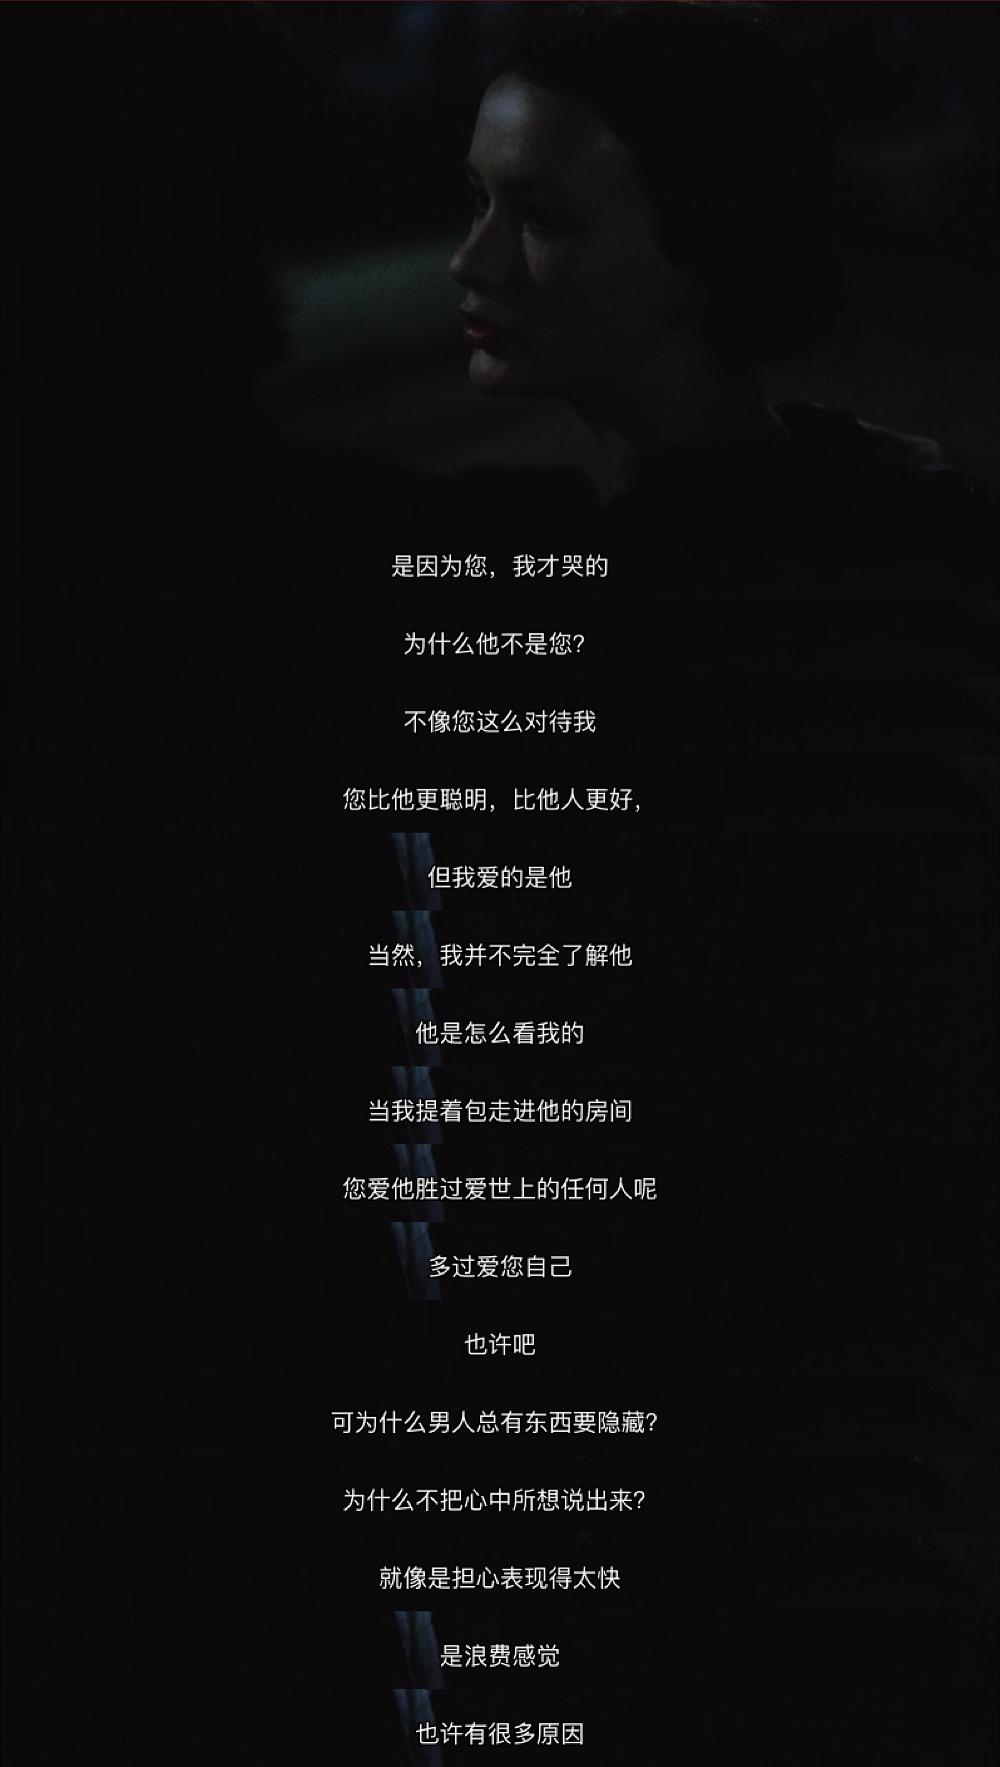 是因为您，我才哭的
为什么他不是您？
不像您这么对待我
您比他更聪明，比他人更好，
但我爱的是他
当然，我并不完全了解他
他是怎么看我的
当我提着包走进他的房间
您爱他胜过爱世上的任何人呢
多过爱您自己
也许吧
可为什么男人总有东西要隐藏？
为什么不把心中所想说出来？
就像是担心表现得太快
是浪费感觉
也许有很多原因